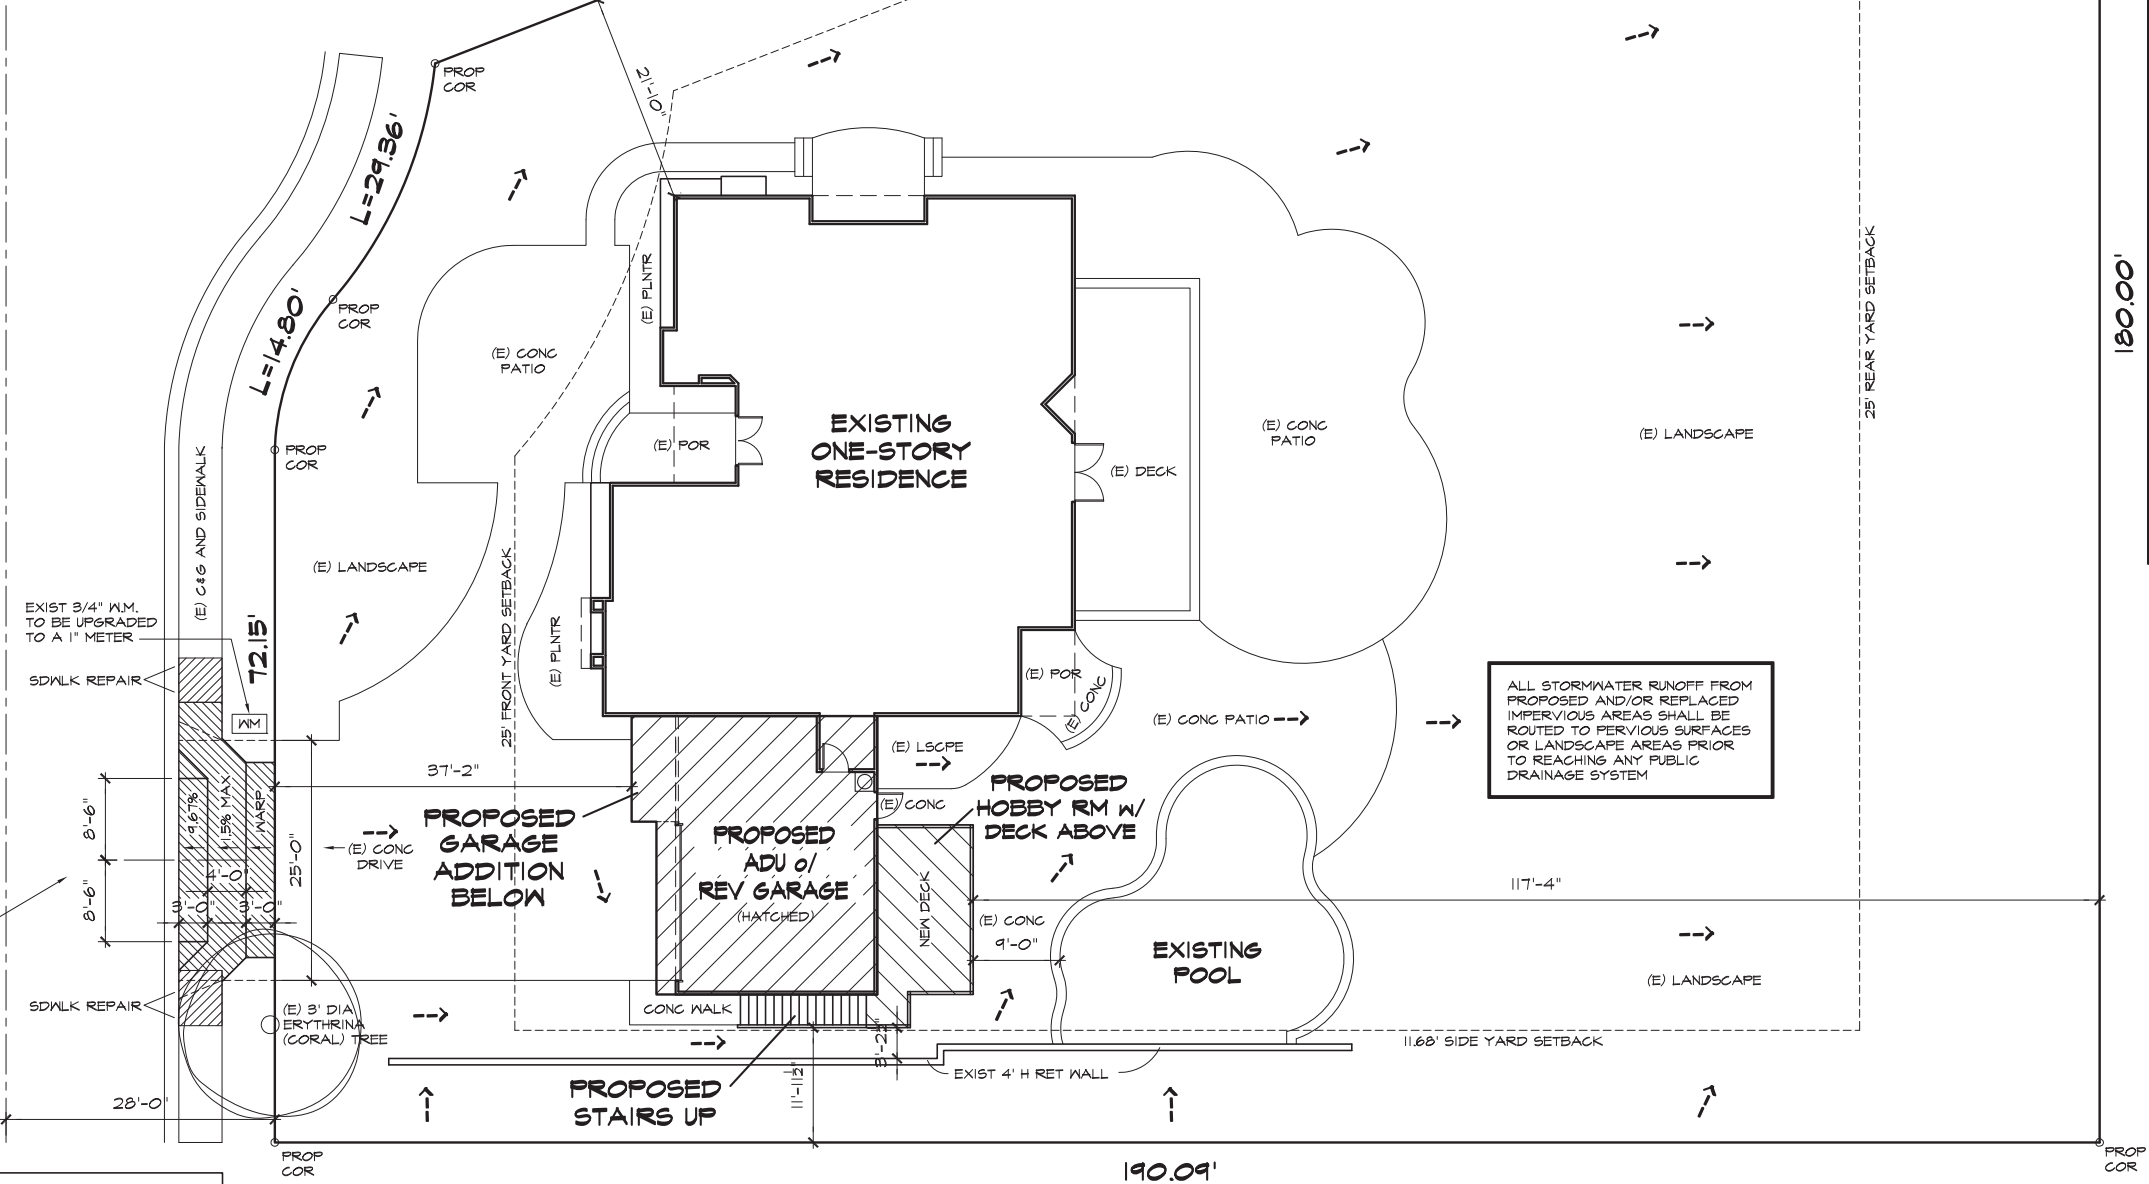 PROP
COR
21'-10"
L=29.36'
PROP
COR
L=14.80'
PROP
COR
(E) PLNTR
(E) CONC
PATIO
(E) POR
EXISTING
ONE-STORY
RESIDENCE
(E) DECK
(E) CONC
PATIO
(E) LANDSCAPE
25' REAR YARD SETBACK
180.00'
(E) C&G AND SIDEWALK
(E) LANDSCAPE
25' FRONT YARD SETBACK
(E) PLNTR
EXIST 3/4" W.M.
TO BE UPGRADED
TO A 1" METER
72.15'
SDWLK REPAIR
WM
(E) POR
(E) CONC
(E) CONC PATIO
(E) LSCPE
ALL STORMWATER RUNOFF FROM
PROPOSED AND/OR REPLACED
IMPERVIOUS AREAS SHALL BE
ROUTED TO PERVIOUS SURFACES
OR LANDSCAPE AREAS PRIOR
TO REACHING ANY PUBLIC
DRAINAGE SYSTEM
37'-2"
PROPOSED
GARAGE
ADDITION
BELOW
PROPOSED
HOBBY RM W/
DECK ABOVE
(E) CONC
PROPOSED
ADU o/
REV GARAGE
(HATCHED)
NEW DECK
8'-6"
8'-6"
9.67%
1.5% MAX
WARP
4'-0"
3'-0"
3'-0"
25'-0"
(E) CONC
DRIVE
117'-4"
(E) CONC
9'-0"
EXISTING
POOL
(E) LANDSCAPE
SDWLK REPAIR
(E) 3' DIA
ERYTHRINA
(CORAL) TREE
CONC WALK
11.68' SIDE YARD SETBACK
EXIST 4' H RET WALL
PROPOSED
STAIRS UP
28'-0"
PROP
COR
190.09'
PROP
COR